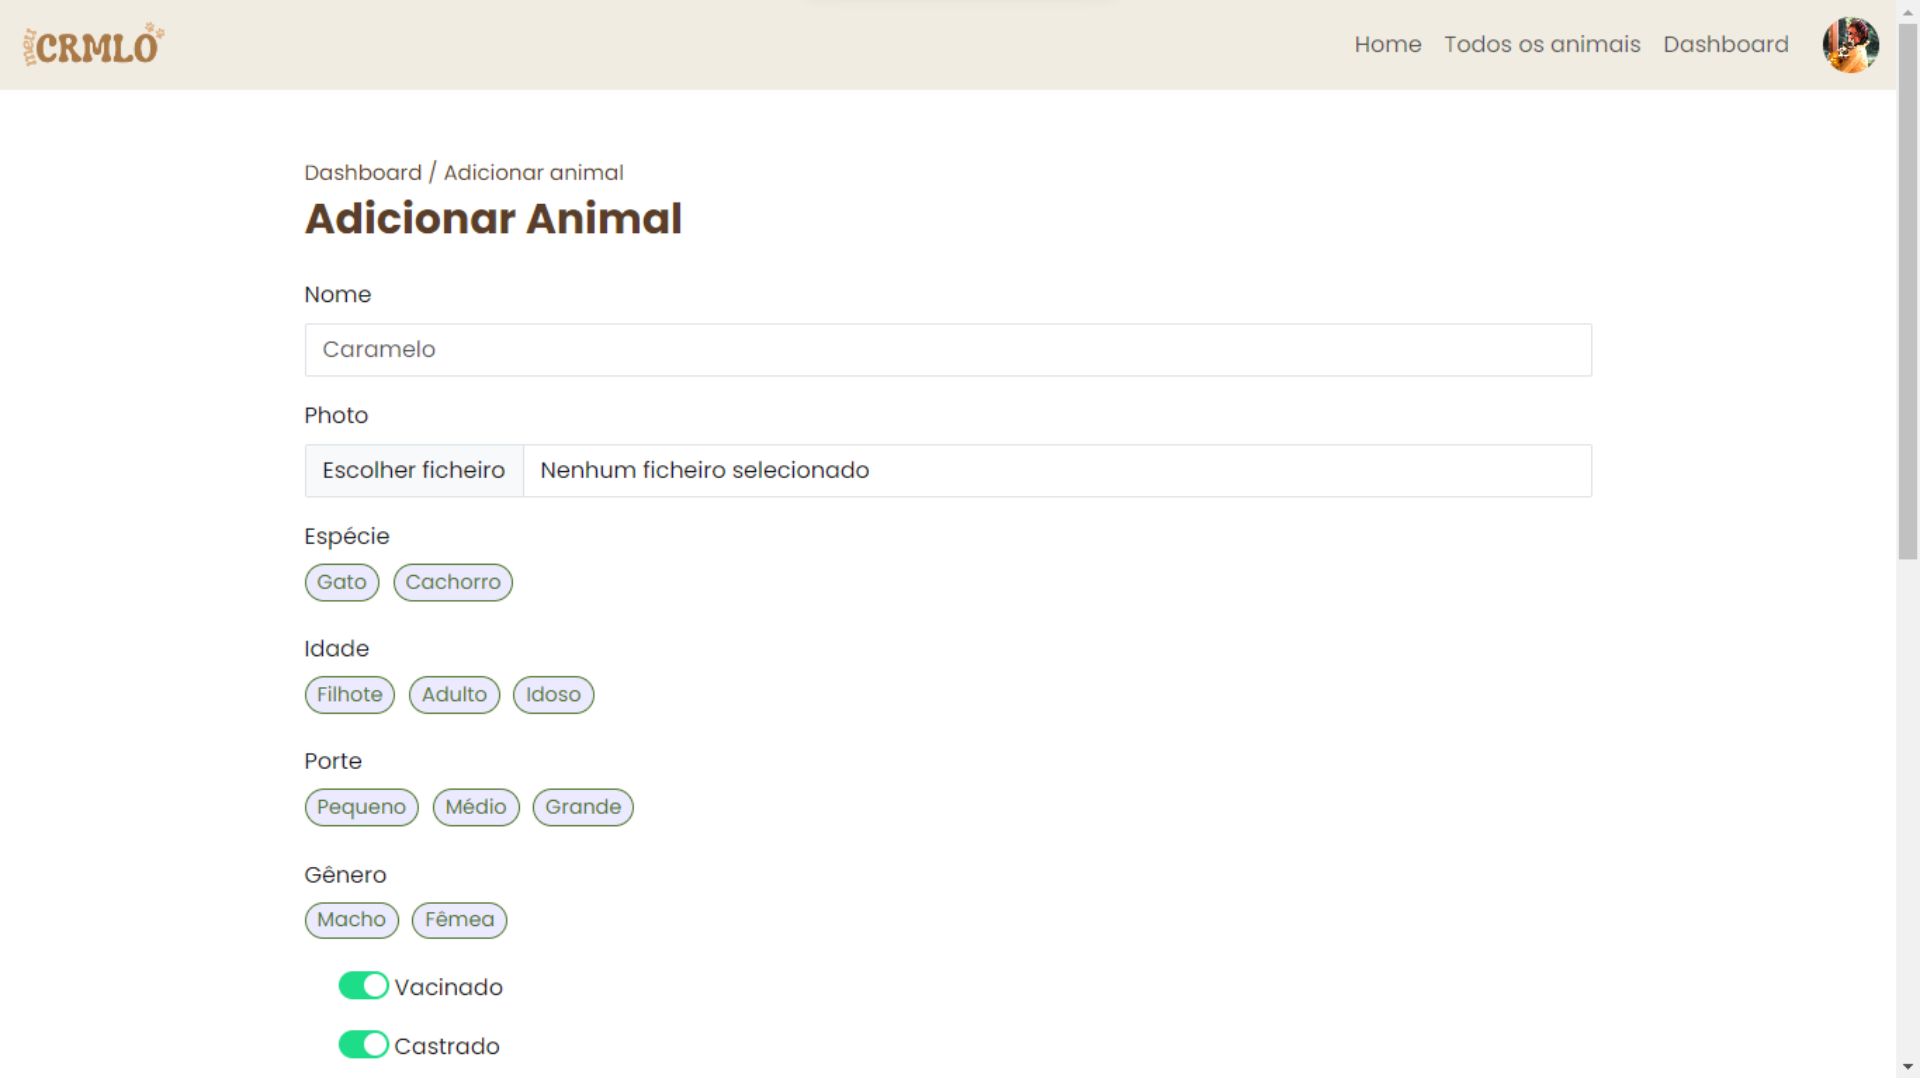 meu CRMLO
Home Todos os animais Dashboard
Dashboard / Adicionar animal
Adicionar Animal
Nome
Caramelo
Photo
Escolher ficheiro Nenhum ficheiro selecionado
Espécie
Gato Cachorro
Idade
Filhote Adulto Idoso
Porte
Pequeno Médio Grande
Gênero
Macho Fêmea
Vacinado
Castrado